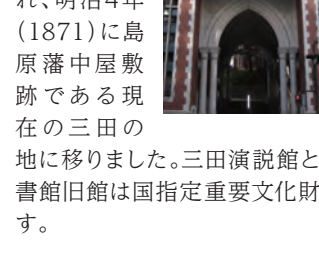 れ、明治4年
(1871)に島
原藩中屋敷
跡である現
在の三田の
地に移りました。三田演説館と
書館旧館は国指定重要文化財
す。